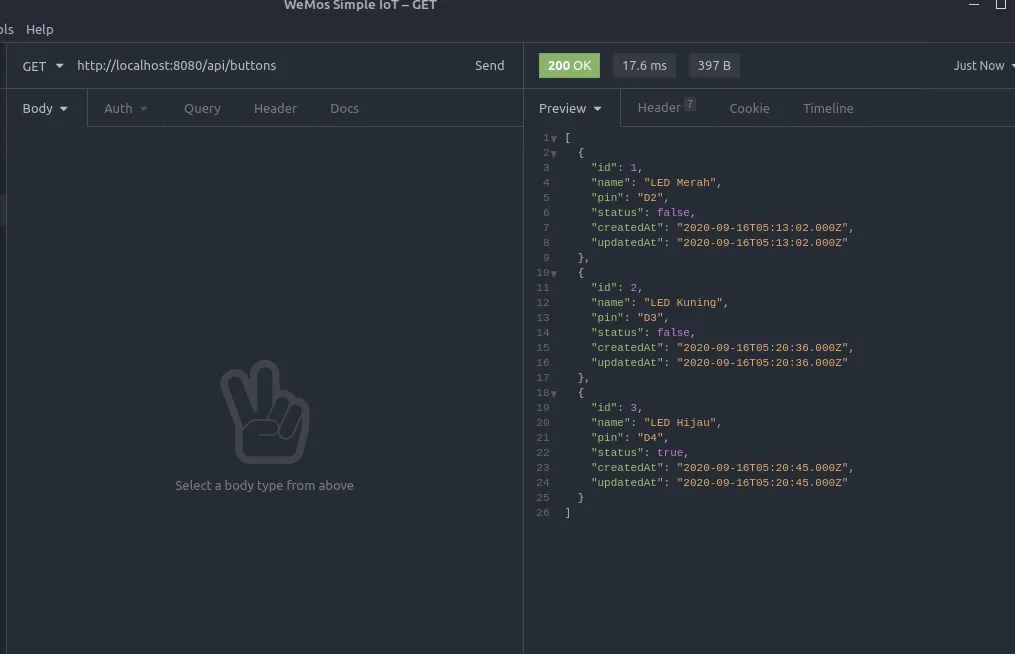 WeMos Simple IoT – GET
ols Help
GET http://localhost:8080/api/buttons Send
200 OK 17.6 ms 397 B Just Now
Body Auth Query Header Docs
Preview Header 7 Cookie Timeline
1 [
2 {
3 "id": 1,
4 "name": "LED Merah",
5 "pin": "D2",
6 "status": false,
7 "createdAt": "2020-09-16T05:13:02.000Z",
8 "updatedAt": "2020-09-16T05:13:02.000Z"
9 },
10 {
11 "id": 2,
12 "name": "LED Kuning",
13 "pin": "D3",
14 "status": false,
15 "createdAt": "2020-09-16T05:20:36.000Z",
16 "updatedAt": "2020-09-16T05:20:36.000Z"
17 },
18 {
19 "id": 3,
20 "name": "LED Hijau",
21 "pin": "D4",
22 "status": true,
23 "createdAt": "2020-09-16T05:20:45.000Z",
24 "updatedAt": "2020-09-16T05:20:45.000Z"
25 }
26 ]
Select a body type from above